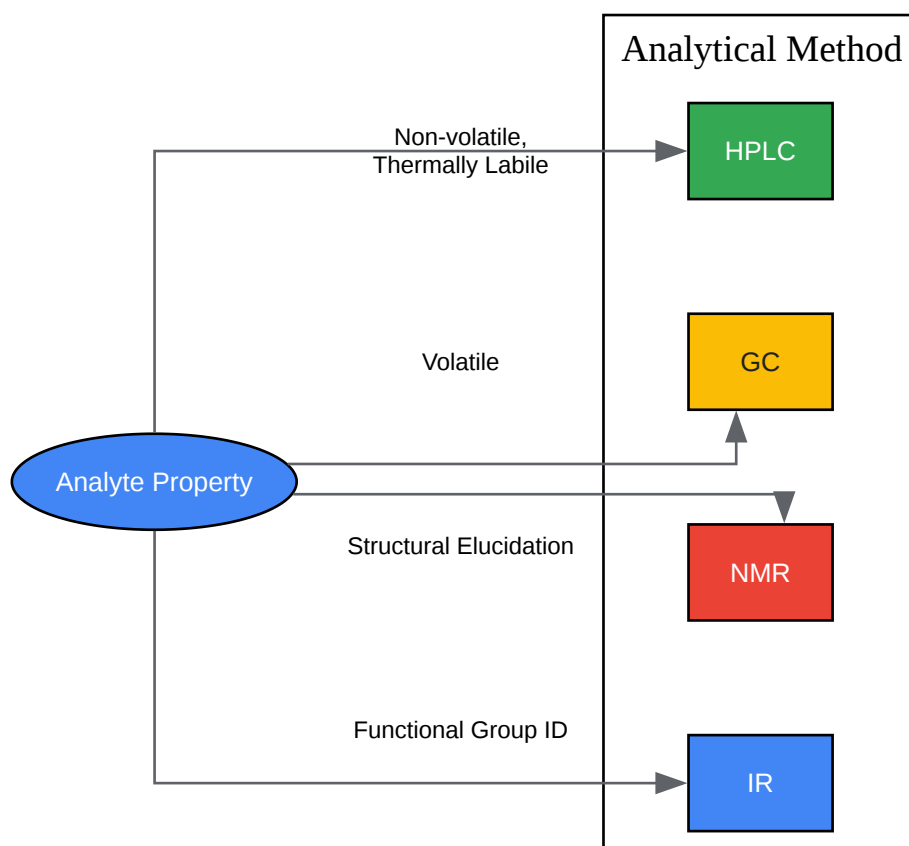 Analytical Method
Non-volatile,
Thermally Labile
HPLC
Volatile
GC
Analyte Property
Structural Elucidation
NMR
Functional Group ID
IR